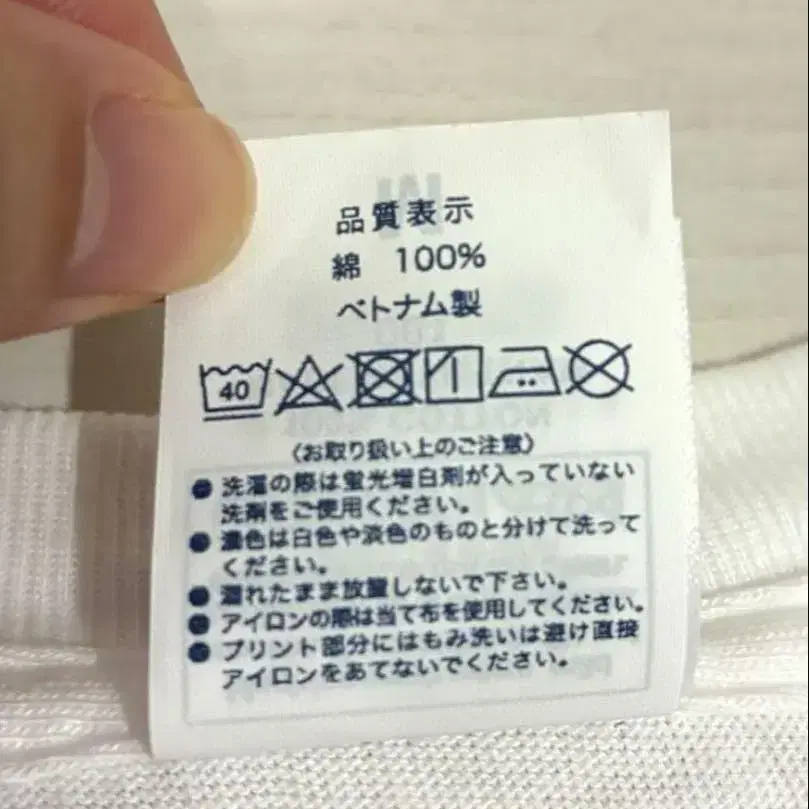 品質表示
綿 100%
ベトナム製
40
〈お取り扱い上のご注意〉
● 洗濯の際は蛍光増白剤が入っていない
洗剤をご使用ください。
● 濃色は白色や淡色のものと分けて洗って
ください。
● 濡れたまま放置しないで下さい。
● アイロンの際は当て布を使用してください。
● プリント部分にはもみ洗いは避け直接
アイロンをあてないでください。